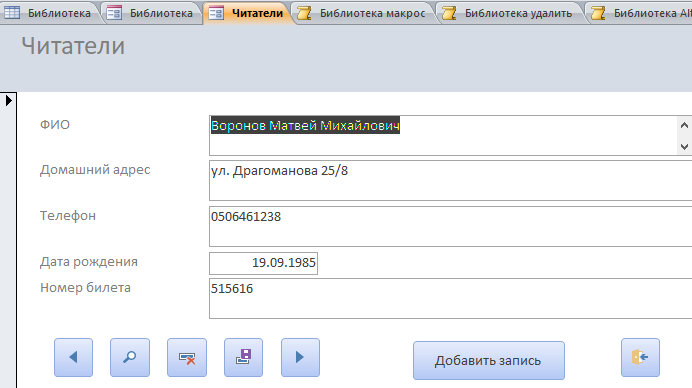 Библиотека Библиотека Читатели Библиотека макрос Библиотека удалить Библиотека Alt
Читатели
ФИО Воронов Матвей Михайлович
Домашний адрес ул. Драгоманова 25/8
Телефон 0506461238
Дата рождения 19.09.1985
Номер билета 515616
Добавить запись